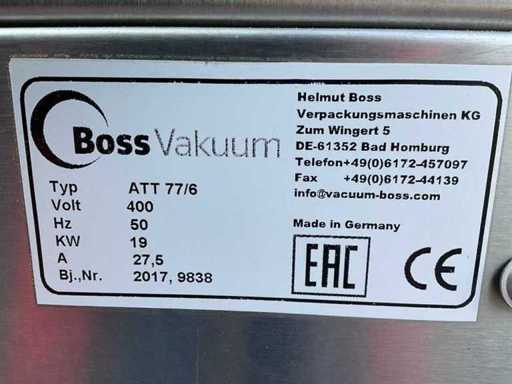 Boss Vakuum
Typ ATT 77/6
Volt 400
Hz 50
KW 19
A 27,5
Bj.,Nr. 2017, 9838
Helmut Boss
Verpackungsmaschinen KG
Zum Wingert 5
DE-61352 Bad Homburg
Telefon+49(0)6172-457097
Fax +49(0)6172-44139
info@vacuum-boss.com
Made in Germany
EAC CE